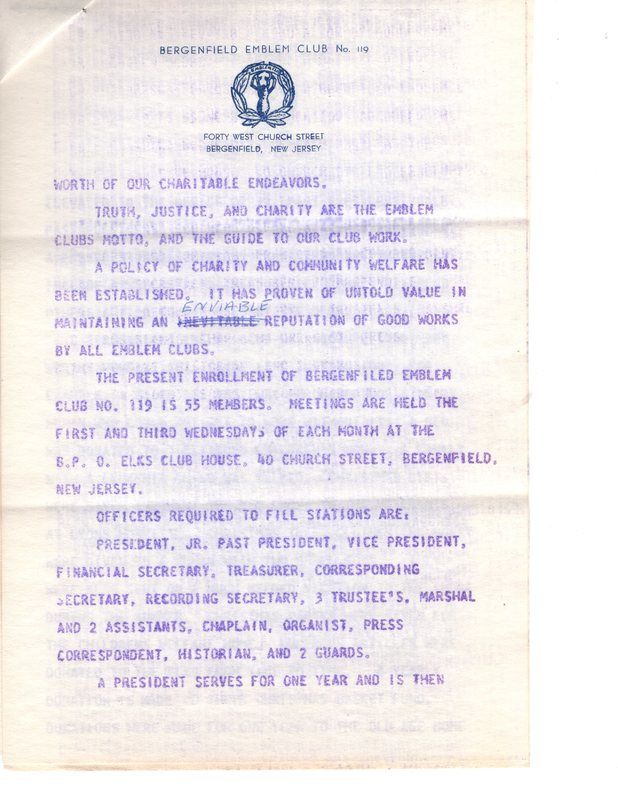 BERGENFIELD EMBLEM CLUB No. 119
FORTY WEST CHURCH STREET
BERGENFIELD, NEW JERSEY
WORTH OF OUR CHARITABLE ENDEAVORS.
TRUTH, JUSTICE, AND CHARITY ARE THE EMBLEM
CLUBS MOTTO, AND THE GUIDE TO OUR CLUB WORK.
A POLICY OF CHARITY AND COMMUNITY WELFARE HAS
BEEN ESTABLISHED. IT HAS PROVEN OF UNTOLD VALUE IN
ENVIABLE
MAINTAINING AN INEVITABLE REPUTATION OF GOOD WORKS
BY ALL EMBLEM CLUBS.
THE PRESENT ENROLLMENT OF BERGENFILED EMBLEM
CLUB NO. 119 IS 55 MEMBERS. MEETINGS ARE HELD THE
FIRST AND THIRD WEDNESDAYS OF EACH MONTH AT THE
B.P. O. ELKS CLUB HOUSE, 40 CHURCH STREET, BERGENFIELD,
NEW JERSEY.
OFFICERS REQUIRED TO FILL STATIONS ARE:
PRESIDENT, JR. PAST PRESIDENT, VICE PRESIDENT,
FINANCIAL SECRETARY, TREASURER, CORRESPONDING
SECRETARY, RECORDING SECRETARY, 3 TRUSTEE'S, MARSHAL
AND 2 ASSISTANTS, CHAPLAIN, ORGANIST, PRESS
CORRESPONDENT, HISTORIAN, AND 2 GUARDS.
A PRESIDENT SERVES FOR ONE YEAR AND IS THEN